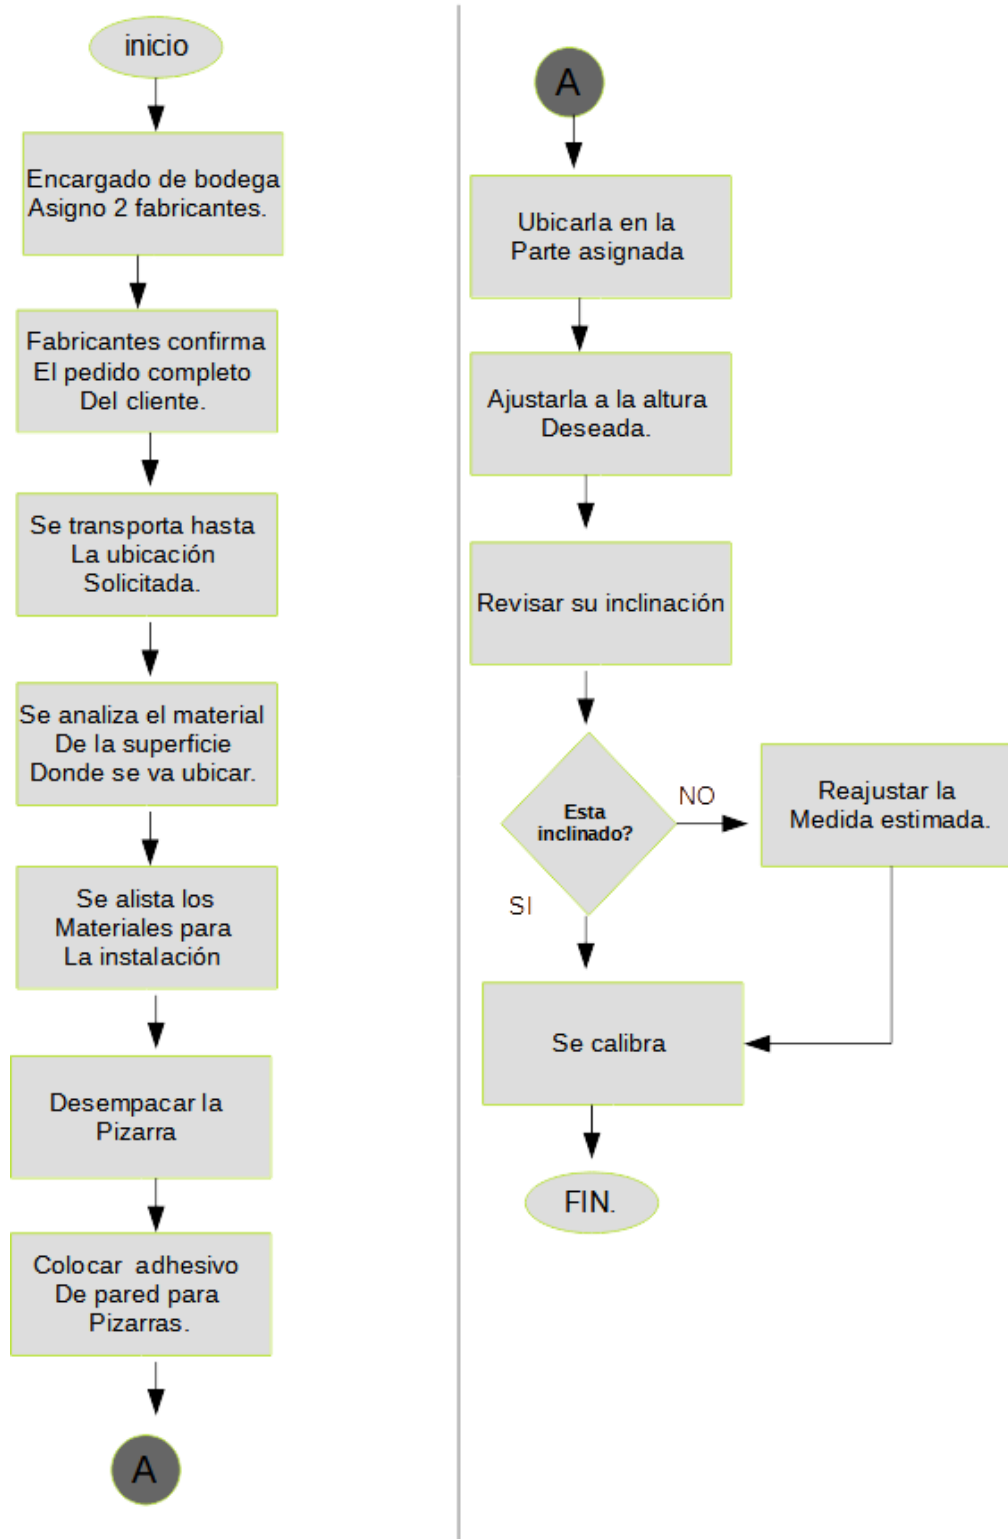 inicio
Encargado de bodega
Asigno 2 fabricantes.
Fabricantes confirma
El pedido completo
Del cliente.
Se transporta hasta
La ubicación
Solicitada.
Se analiza el material
De la superficie
Donde se va ubicar.
Se alista los
Materiales para
La instalación
Desempacar la
Pizarra
Colocar adhesivo
De pared para
Pizarras.
A
A
Ubicarla en la
Parte asignada
Ajustarla a la altura
Deseada.
Revisar su inclinación
Esta
inclinado?
NO
Reajustar la
Medida estimada.
SI
Se calibra
FIN.